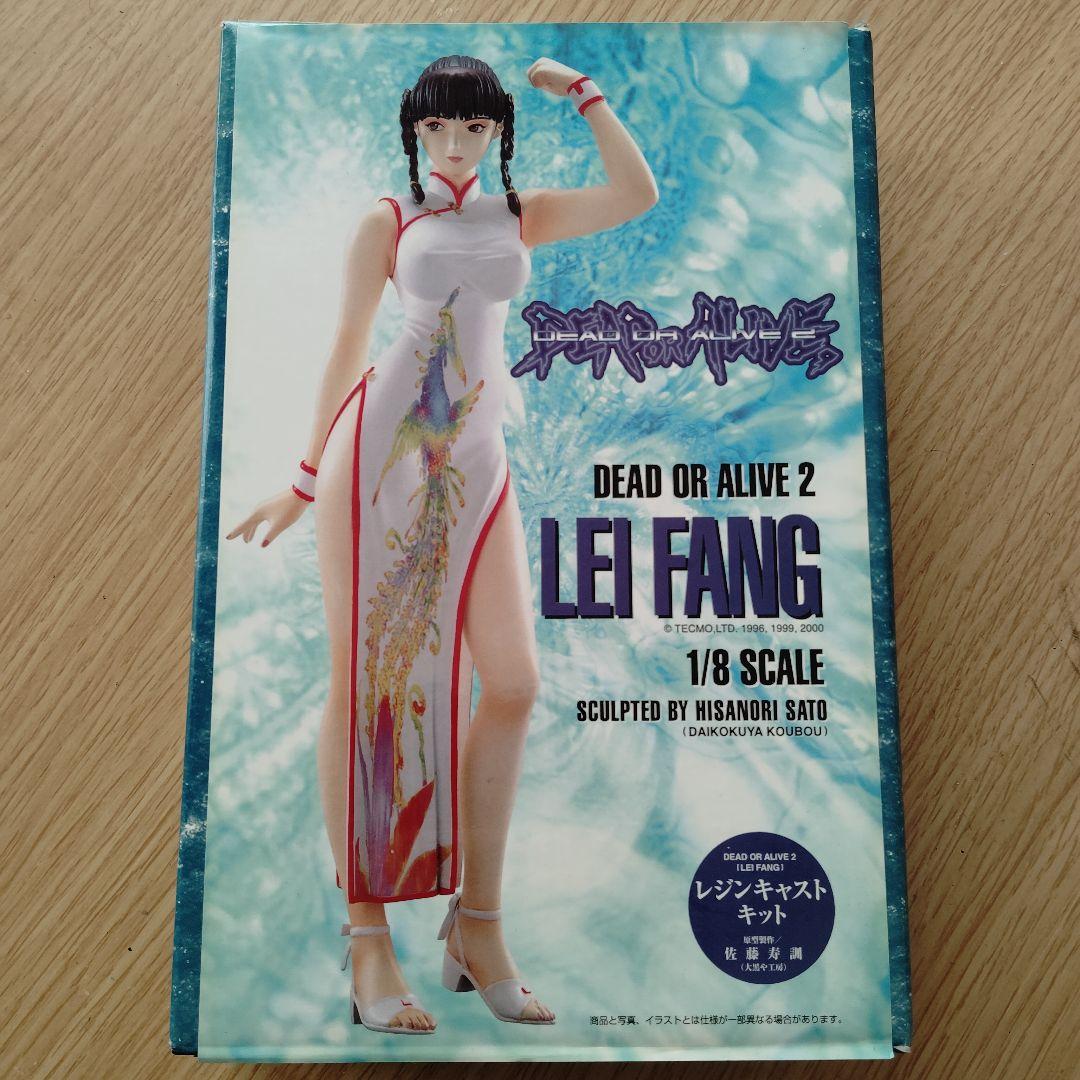 DEAD OR ALIVE 2
DEAD OR ALIVE 2
LEI FANG
© TECMO,LTD. 1996, 1999, 2000
1/8 SCALE
SCULPTED BY HISANORI SATO
(DAIKOKUYA KOUBOU)
DEAD OR ALIVE 2
[LEI FANG]
レジンキャスト
キット
原型製作/
佐藤寿訓
(大黒や工房)
商品と写真、イラストとは仕様が一部異なる場合があります。